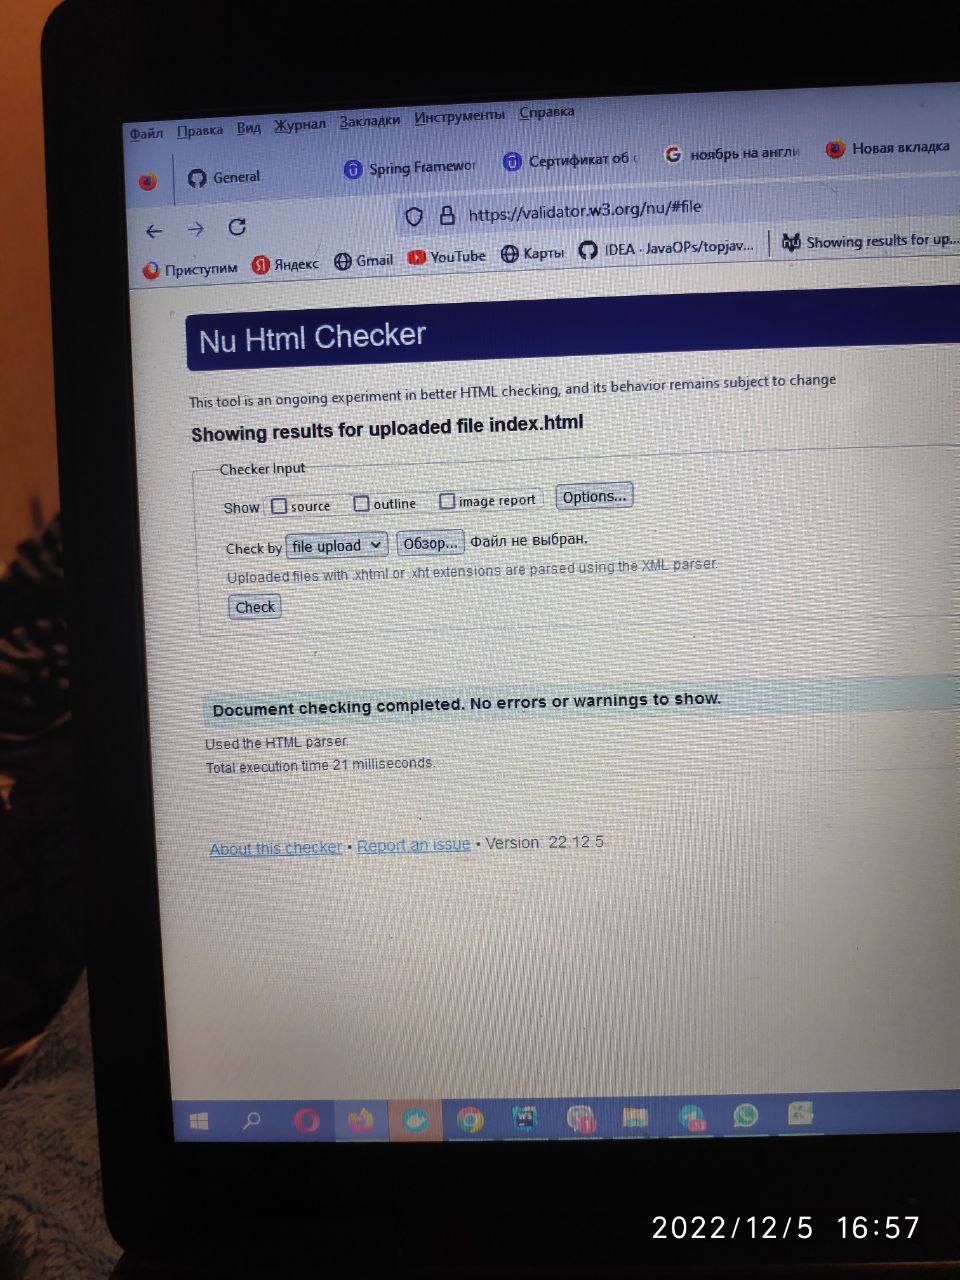 Файл Правка Вид Журнал Закладки Инструменты Справка
General Spring Framewor Сертификат об ноябрь на англи Новая вкладка
https://validator.w3.org/nu/#file
Приступим Яндекс Gmail YouTube Карты IDEA · JavaOPs/topjav... Showing results for up...
Nu Html Checker
This tool is an ongoing experiment in better HTML checking, and its behavior remains subject to change
Showing results for uploaded file index.html
Checker Input
Show source outline image report Options...
Check by file upload Обзор... Файл не выбран.
Uploaded files with .xhtml or .xht extensions are parsed using the XML parser.
Check
Document checking completed. No errors or warnings to show.
Used the HTML parser.
Total execution time 21 milliseconds.
About this checker • Report an issue • Version: 22.12.5
WS
2022/12/5 16:57